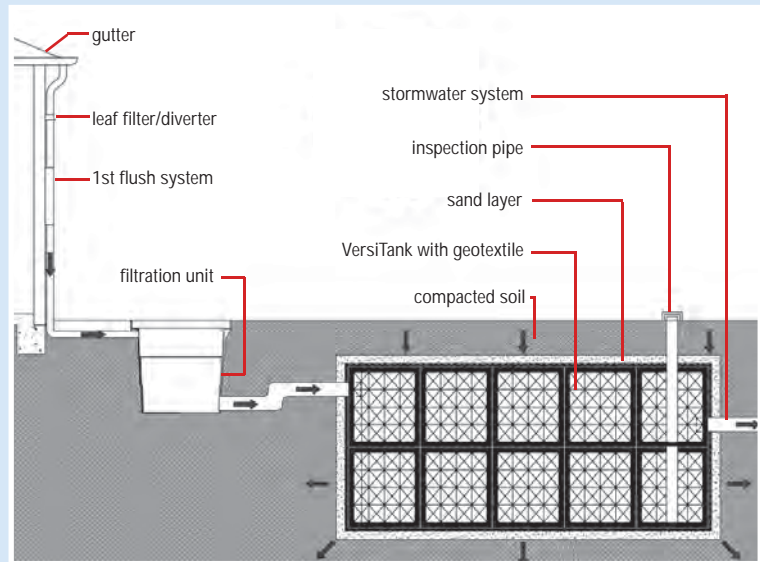 gutter
leaf filter/diverter
1st flush system
filtration unit
stormwater system
inspection pipe
sand layer
VersiTank with geotextile
compacted soil